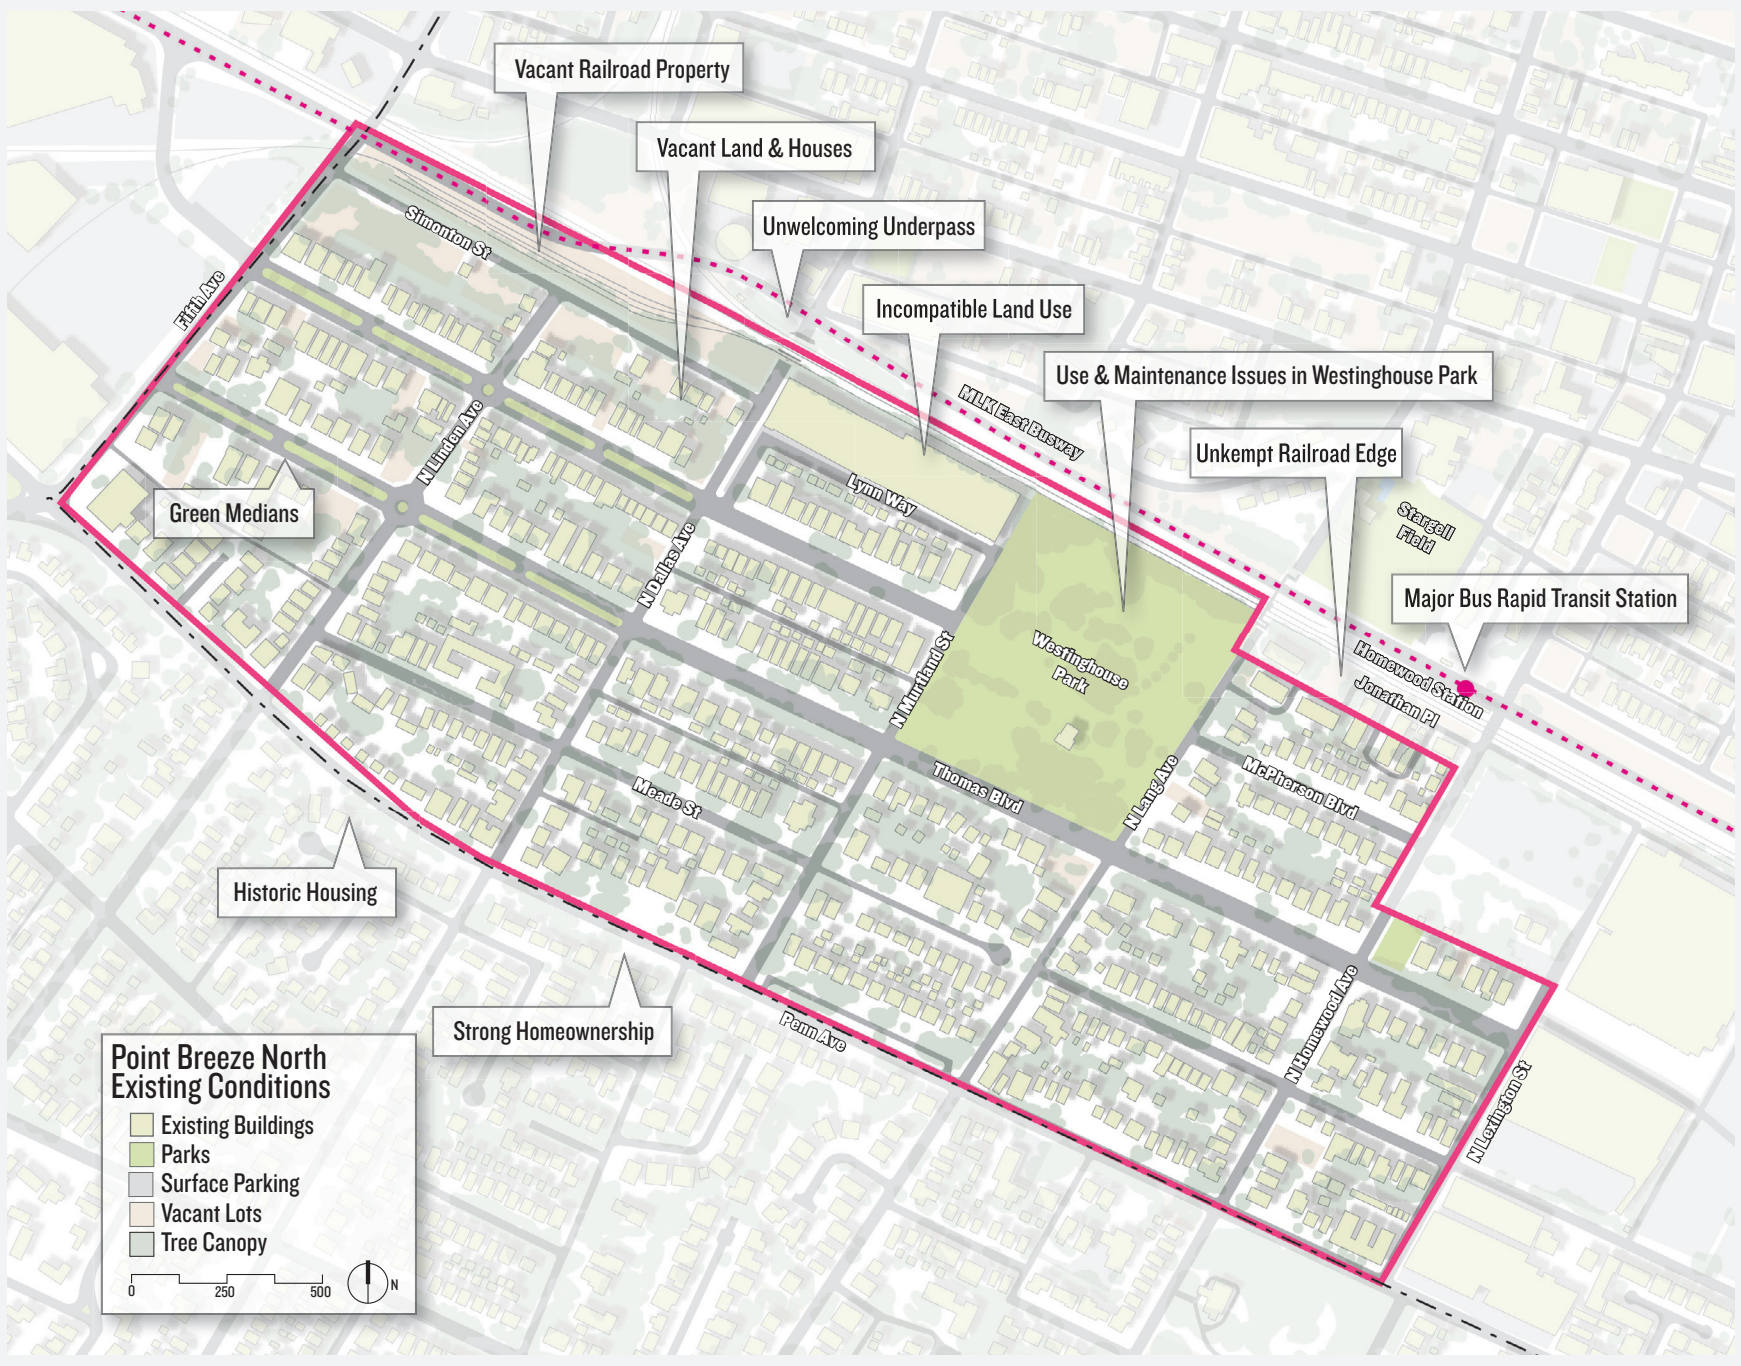 Vacant Railroad Property
Vacant Land & Houses
Unwelcoming Underpass
Incompatible Land Use
Use & Maintenance Issues in Westinghouse Park
Unkempt Railroad Edge
Major Bus Rapid Transit Station
Simonton St
Fifth Ave
MLK East Busway
N Linden Ave
Lynn Way
Stargell
Field
Green Medians
N Dallas Ave
N Murtland St
Westinghouse
Park
Homewood Station
Jonathan Pl
Thomas Blvd
N Lang Ave
McPherson Blvd
Meade St
Historic Housing
Strong Homeownership
Penn Ave
N Homewood Ave
N Lexington St
Point Breeze North
Existing Conditions
Existing Buildings
Parks
Surface Parking
Vacant Lots
Tree Canopy
0 250 500
N